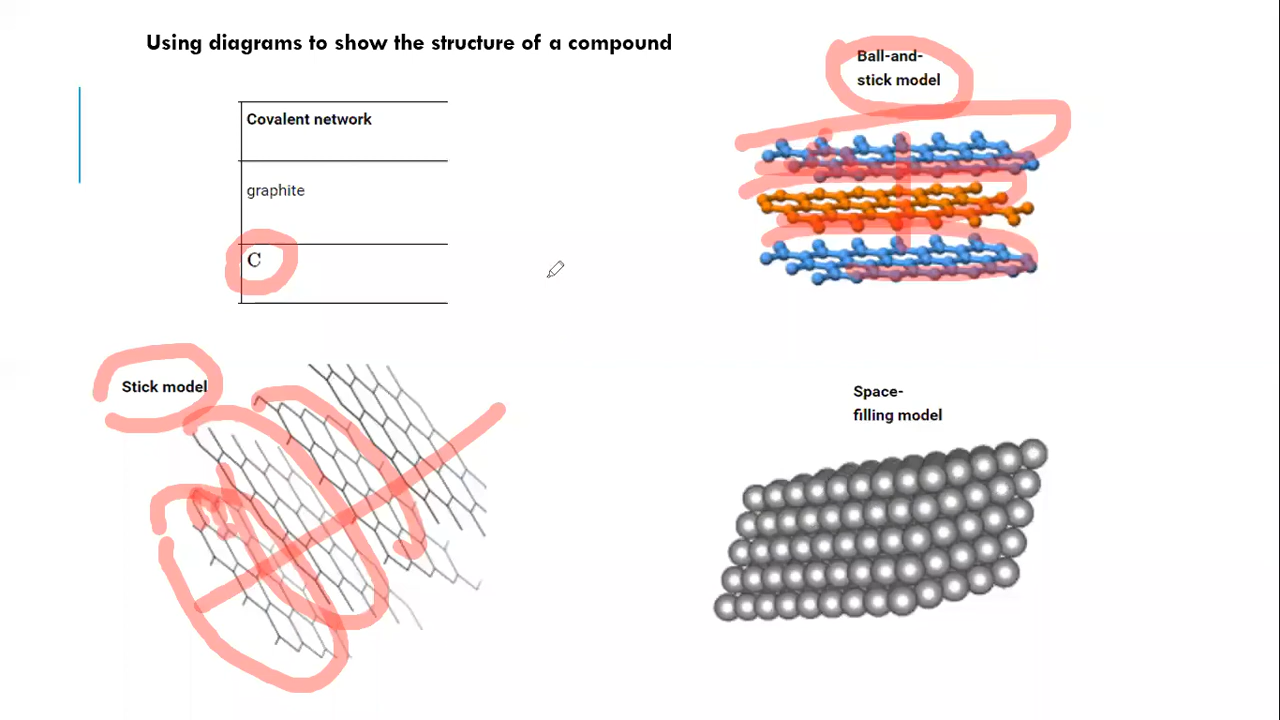 Using diagrams to show the structure of a compound
Covalent network
graphite
C
Ball-and-
stick model
Stick model
Space-
filling model